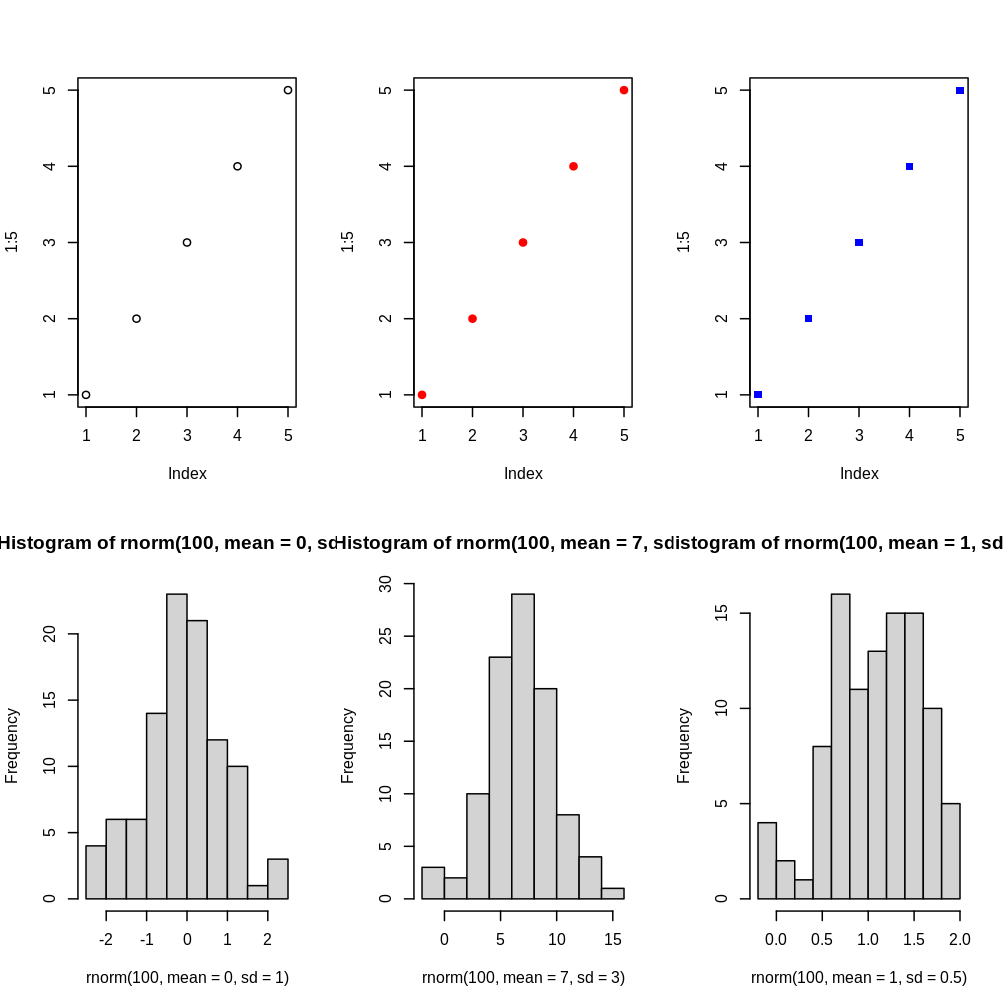 1:5
5
4
3
2
1
1 2 3 4 5
Index
1:5
5
4
3
2
1
1 2 3 4 5
Index
1:5
5
4
3
2
1
1 2 3 4 5
Index
Histogram of rnorm(100, mean = 0, sd
Frequency
20
15
10
5
0
-2 -1 0 1 2
rnorm(100, mean = 0, sd = 1)
Histogram of rnorm(100, mean = 7, sd
Frequency
30
25
20
15
10
5
0
0 5 10 15
rnorm(100, mean = 7, sd = 3)
istogram of rnorm(100, mean = 1, sd
Frequency
15
10
5
0
0.0 0.5 1.0 1.5 2.0
rnorm(100, mean = 1, sd = 0.5)